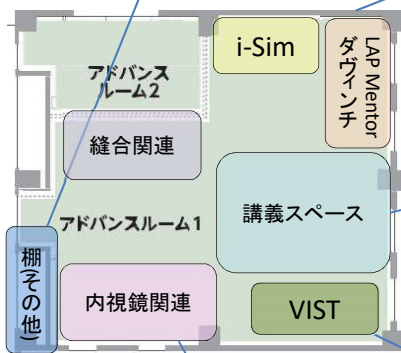 i-Sim
LAP Mentor
ダヴィンチ
アドバンス
ルーム2
縫合関連
講義スペース
アドバンスルーム1
棚(その他)
内視鏡関連
VIST